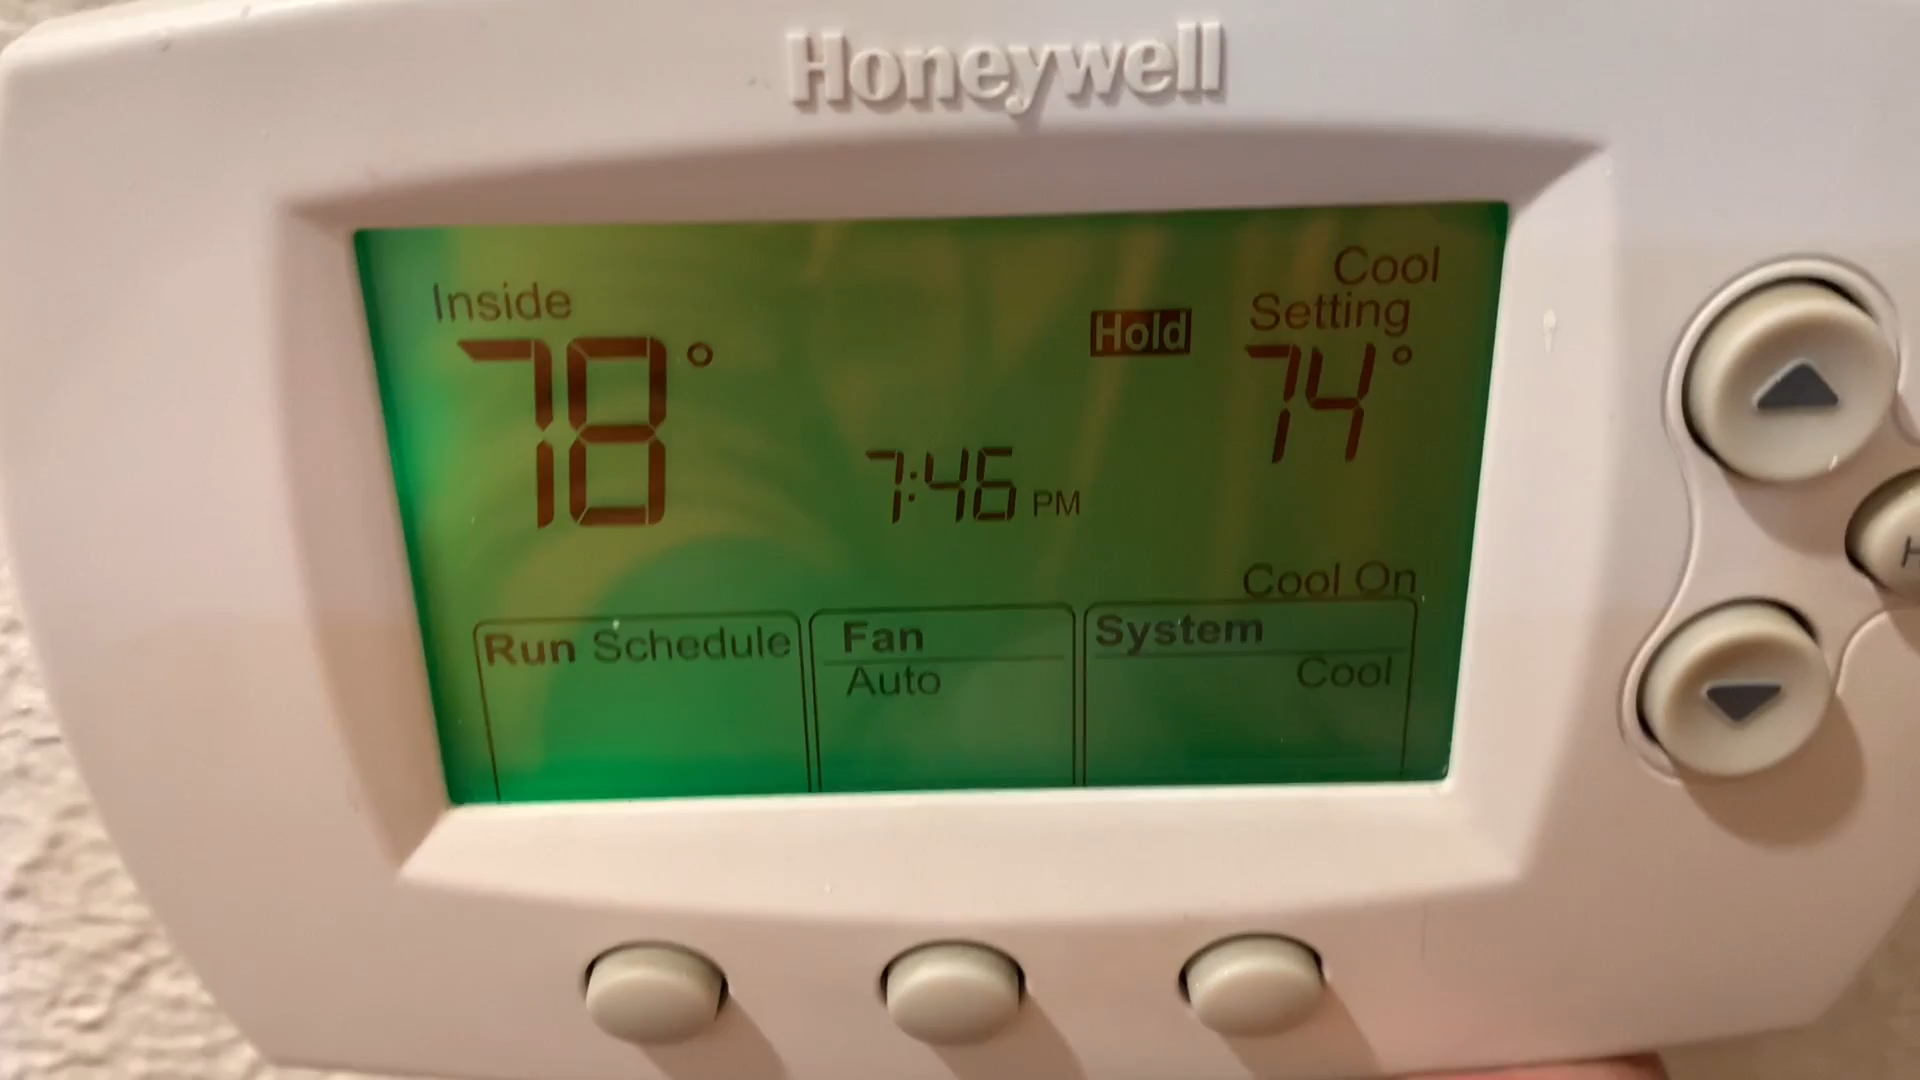 Honeywell
Inside
78°
Hold
Cool
Setting
74°
7:46 PM
Cool On
Run Schedule
Fan
Auto
System
Cool
H